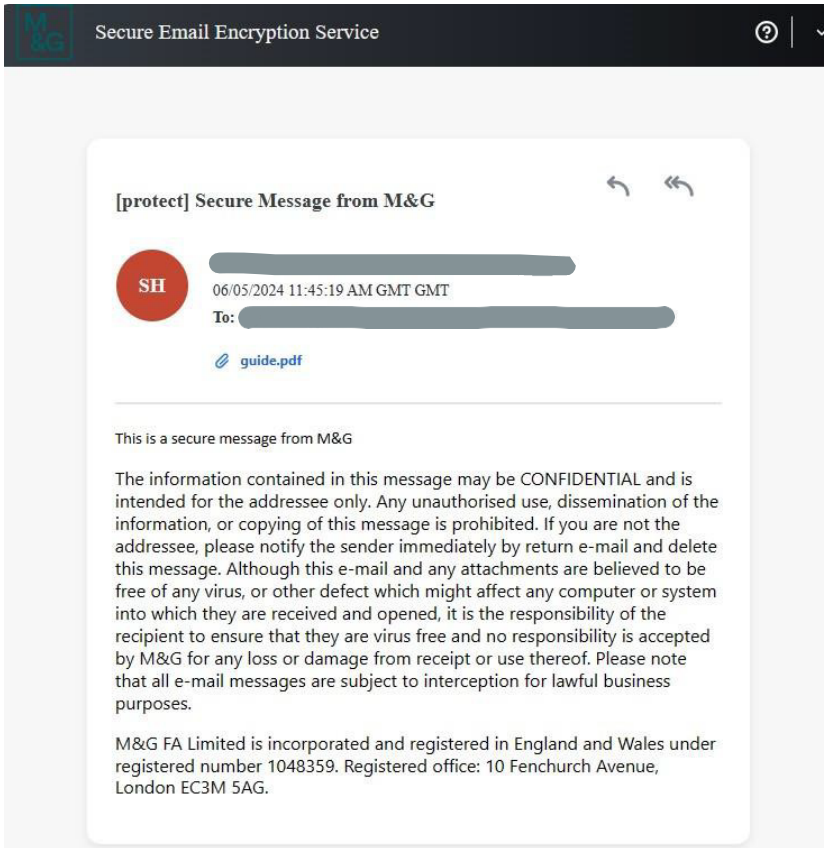 M
&G
Secure Email Encryption Service
[protect] Secure Message from M&G
SH
06/05/2024 11:45:19 AM GMT GMT
To:
guide.pdf
This is a secure message from M&G
The information contained in this message may be CONFIDENTIAL and is
intended for the addressee only. Any unauthorised use, dissemination of the
information, or copying of this message is prohibited. If you are not the
addressee, please notify the sender immediately by return e-mail and delete
this message. Although this e-mail and any attachments are believed to be
free of any virus, or other defect which might affect any computer or system
into which they are received and opened, it is the responsibility of the
recipient to ensure that they are virus free and no responsibility is accepted
by M&G for any loss or damage from receipt or use thereof. Please note
that all e-mail messages are subject to interception for lawful business
purposes.
M&G FA Limited is incorporated and registered in England and Wales under
registered number 1048359. Registered office: 10 Fenchurch Avenue,
London EC3M 5AG.